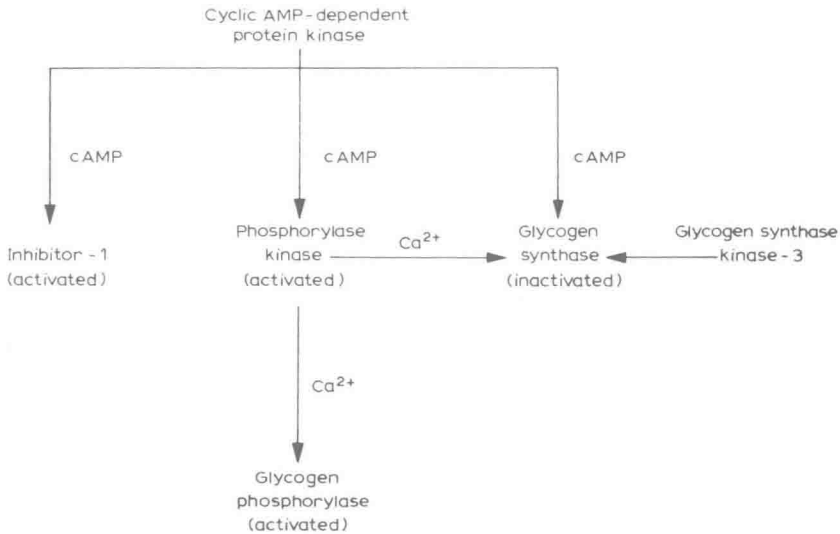 Cyclic AMP-dependent
protein kinase
cAMP
cAMP
cAMP
Inhibitor-1
(activated)
Phosphorylase
kinase
(activated)
Ca²⁺
Glycogen
synthase
(inactivated)
Glycogen synthase
kinase-3
Ca²⁺
Glycogen
phosphorylase
(activated)